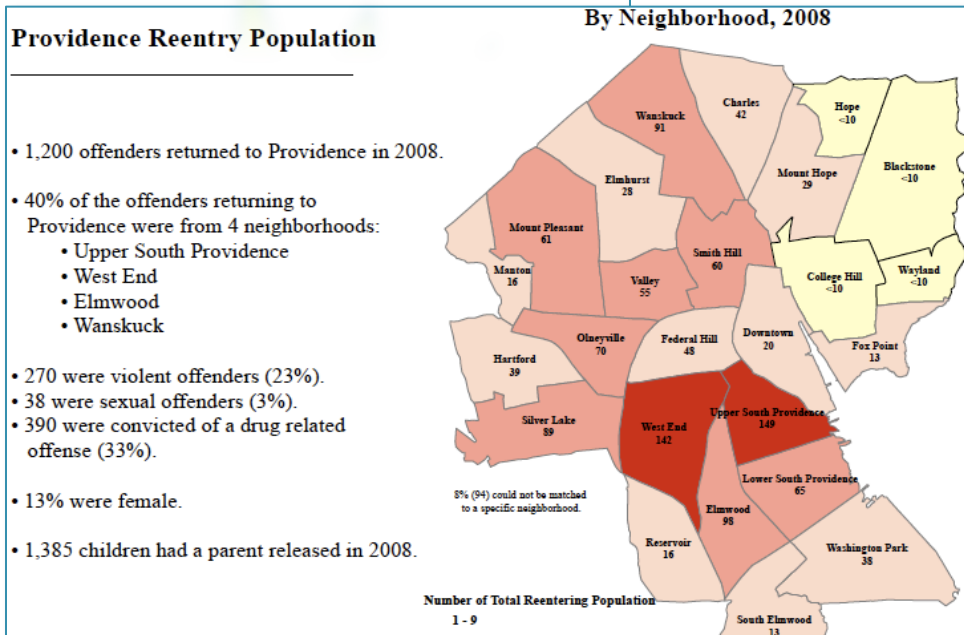 By Neighborhood, 2008
Providence Reentry Population
• 1,200 offenders returned to Providence in 2008.
• 40% of the offenders returning to
Providence were from 4 neighborhoods:
• Upper South Providence
• West End
• Elmwood
• Wanskuck
• 270 were violent offenders (23%).
• 38 were sexual offenders (3%).
• 390 were convicted of a drug related
offense (33%).
• 13% were female.
• 1,385 children had a parent released in 2008.
Wanskuck
91
Charles
42
Hope
<10
Blackstone
<10
Mount Hope
29
Elmhurst
28
Mount Pleasant
61
Smith Hill
60
Manton
16
Valley
55
College Hill
<10
Wayland
<10
Olneyville
70
Federal Hill
48
Downtown
20
Fox Point
13
Hartford
39
Silver Lake
89
West End
142
Upper South Providence
149
Lower South Providence
65
8% (94) could not be matched
to a specific neighborhood.
Elmwood
98
Reservoir
16
Washington Park
38
Number of Total Reentering Population
1 - 9
South Elmwood
13